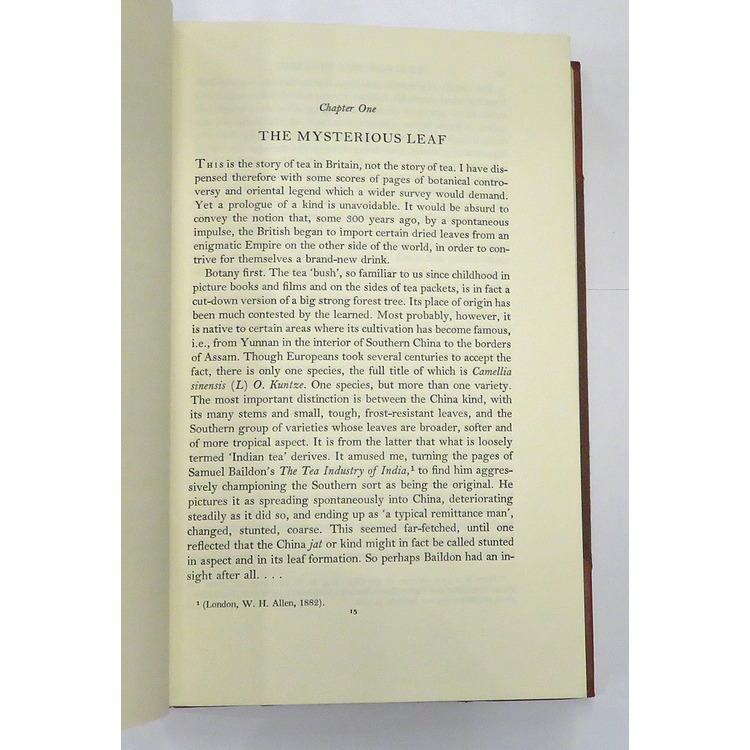 Chapter One
THE MYSTERIOUS LEAF
THIS is the story of tea in Britain, not the story of tea. I have dis-
pensed therefore with some scores of pages of botanical contro-
versy and oriental legend which a wider survey would demand.
Yet a prologue of a kind is unavoidable. It would be absurd to
convey the notion that, some 300 years ago, by a spontaneous
impulse, the British began to import certain dried leaves from an
enigmatic Empire on the other side of the world, in order to con-
trive for themselves a brand-new drink.
Botany first. The tea 'bush', so familiar to us since childhood in
picture books and films and on the sides of tea packets, is in fact a
cut-down version of a big strong forest tree. Its place of origin has
been much contested by the learned. Most probably, however, it
is native to certain areas where its cultivation has become famous,
i.e., from Yunnan in the interior of Southern China to the borders
of Assam. Though Europeans took several centuries to accept the
fact, there is only one species, the full title of which is Camellia
sinensis (L) O. Kuntze. One species, but more than one variety.
The most important distinction is between the China kind, with
its many stems and small, tough, frost-resistant leaves, and the
Southern group of varieties whose leaves are broader, softer and
of more tropical aspect. It is from the latter that what is loosely
termed 'Indian tea' derives. It amused me, turning the pages of
Samuel Baildon's The Tea Industry of India,¹ to find him aggres-
sively championing the Southern sort as being the original. He
pictures it as spreading spontaneously into China, deteriorating
steadily as it did so, and ending up as 'a typical remittance man',
changed, stunted, coarse. This seemed far-fetched, until one
reflected that the China jat or kind might in fact be called stunted
in aspect and in its leaf formation. So perhaps Baildon had an in-
sight after all. . . .
¹ (London, W. H. Allen, 1882).
15